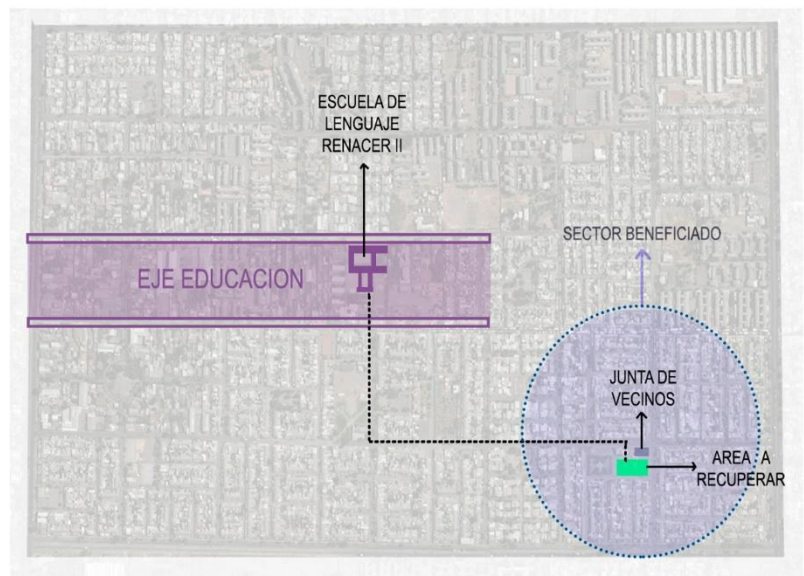 ESCUELA DE
LENGUAJE
RENACER II
SECTOR BENEFICIADO
EJE EDUCACION
JUNTA DE
VECINOS
AREA A
RECUPERAR